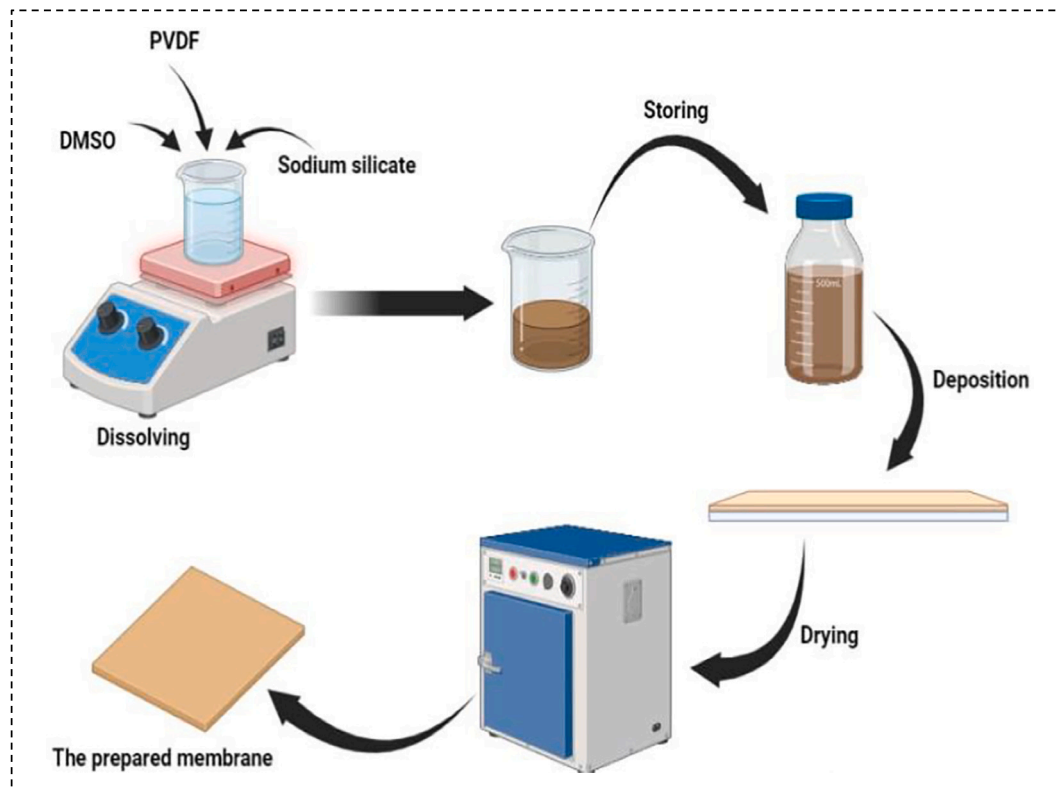 PVDF
DMSO
Sodium silicate
Dissolving
Storing
500mL
Deposition
Drying
The prepared membrane